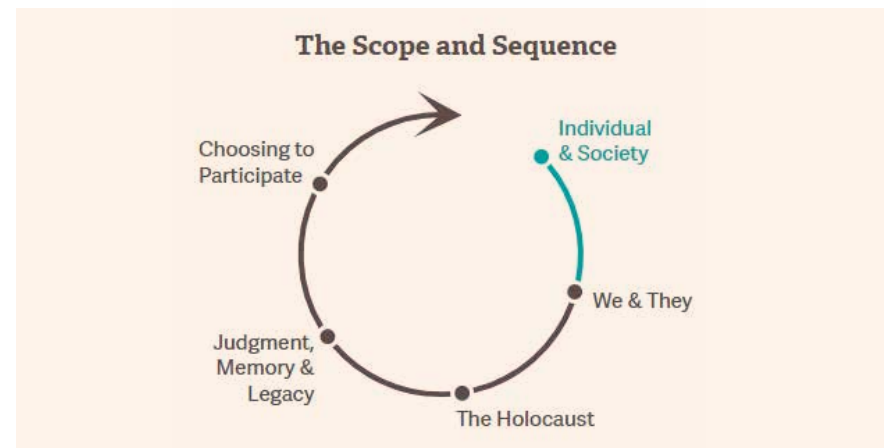 The Scope and Sequence
Individual
& Society
We & They
The Holocaust
Judgment,
Memory &
Legacy
Choosing to
Participate